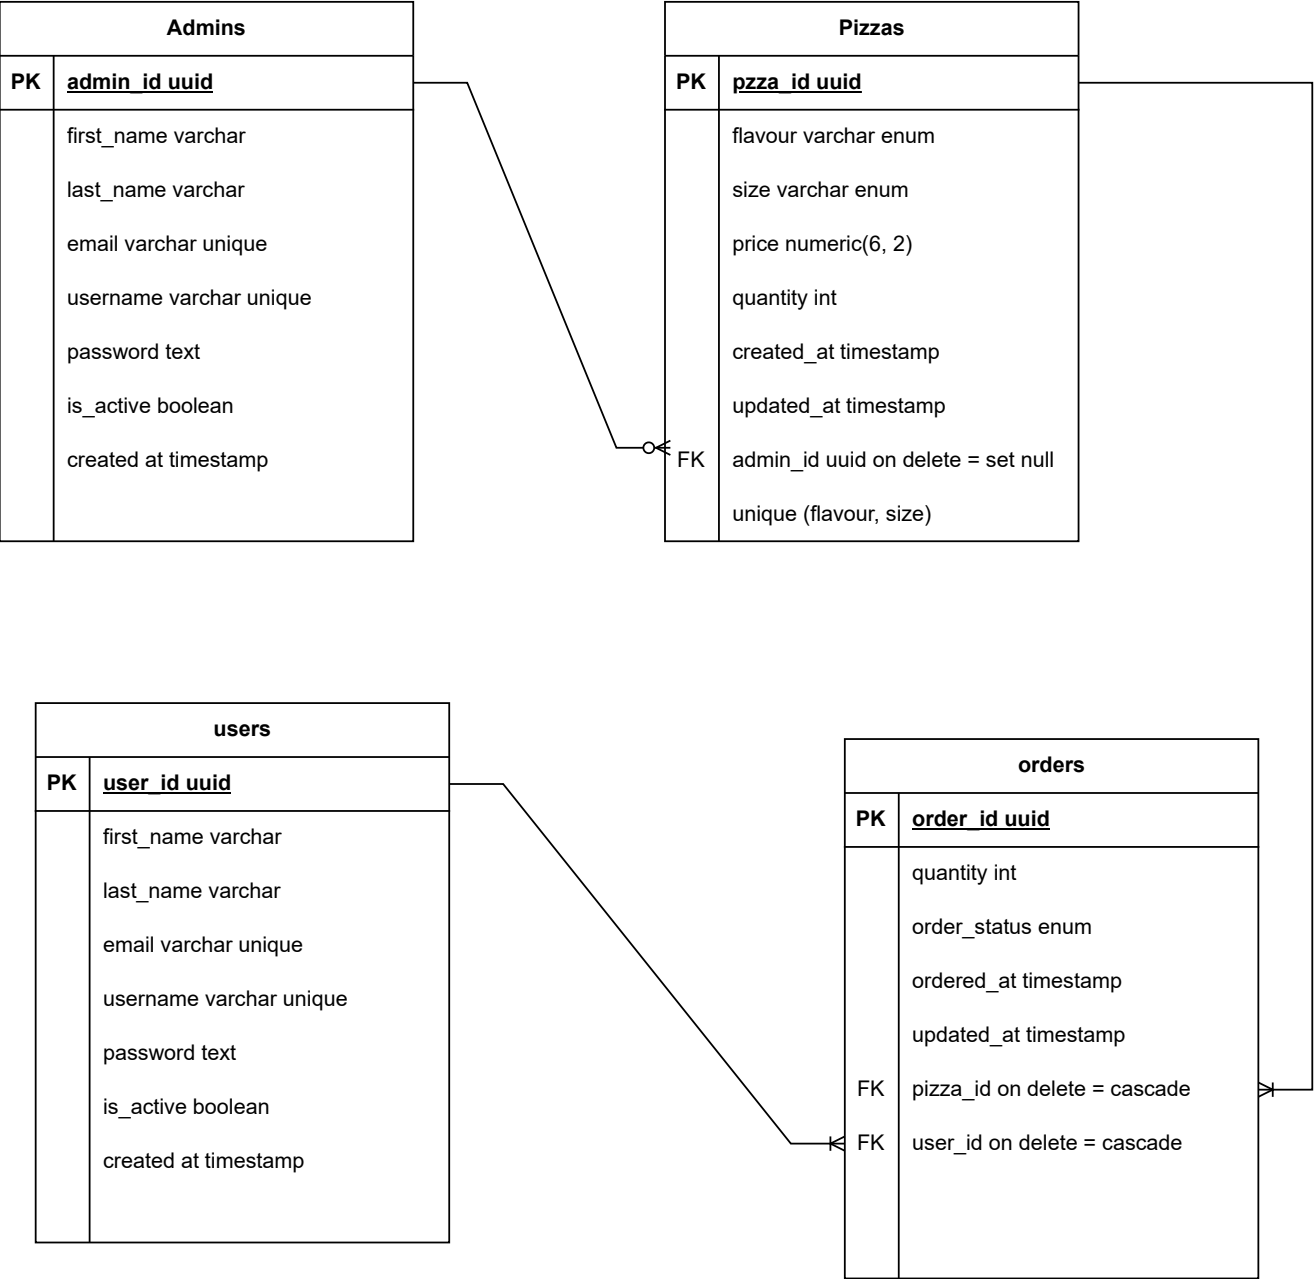 Admins
PK admin_id uuid
first_name varchar
last_name varchar
email varchar unique
username varchar unique
password text
is_active boolean
created at timestamp
Pizzas
PK pzza_id uuid
flavour varchar enum
size varchar enum
price numeric(6, 2)
quantity int
created_at timestamp
updated_at timestamp
FK admin_id uuid on delete = set null
unique (flavour, size)
users
PK user_id uuid
first_name varchar
last_name varchar
email varchar unique
username varchar unique
password text
is_active boolean
created at timestamp
orders
PK order_id uuid
quantity int
order_status enum
ordered_at timestamp
updated_at timestamp
FK pizza_id on delete = cascade
FK user_id on delete = cascade